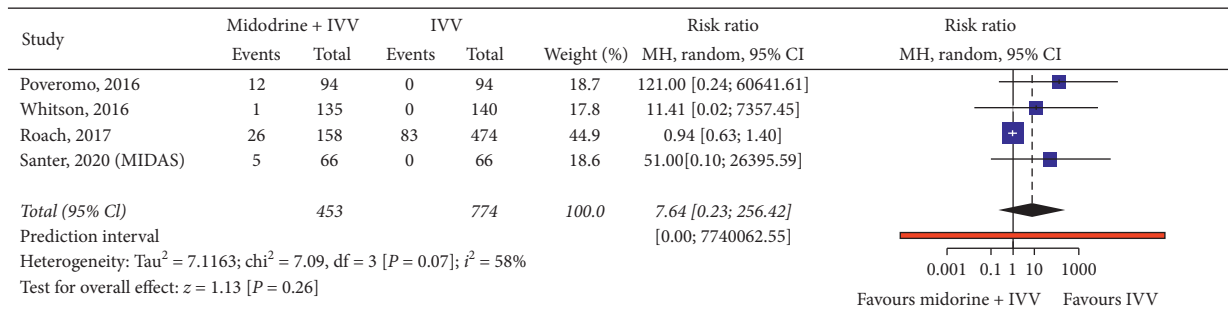 Study Midodrine + IVV IVV Risk ratio Risk ratio
Events Total Events Total Weight (%) MH, random, 95% CI MH, random, 95% CI
Poveromo, 2016 12 94 0 94 18.7 121.00 [0.24; 60641.61]
Whitson, 2016 1 135 0 140 17.8 11.41 [0.02; 7357.45]
Roach, 2017 26 158 83 474 44.9 0.94 [0.63; 1.40]
Santer, 2020 (MIDAS) 5 66 0 66 18.6 51.00[0.10; 26395.59]
Total (95% Cl) 453 774 100.0 7.64 [0.23; 256.42]
Prediction interval [0.00; 7740062.55]
Heterogeneity: Tau² = 7.1163; chi² = 7.09, df = 3 [P = 0.07]; i² = 58%
Test for overall effect: z = 1.13 [P = 0.26]
0.001 0.1 1 10 1000
Favours midorine + IVV Favours IVV